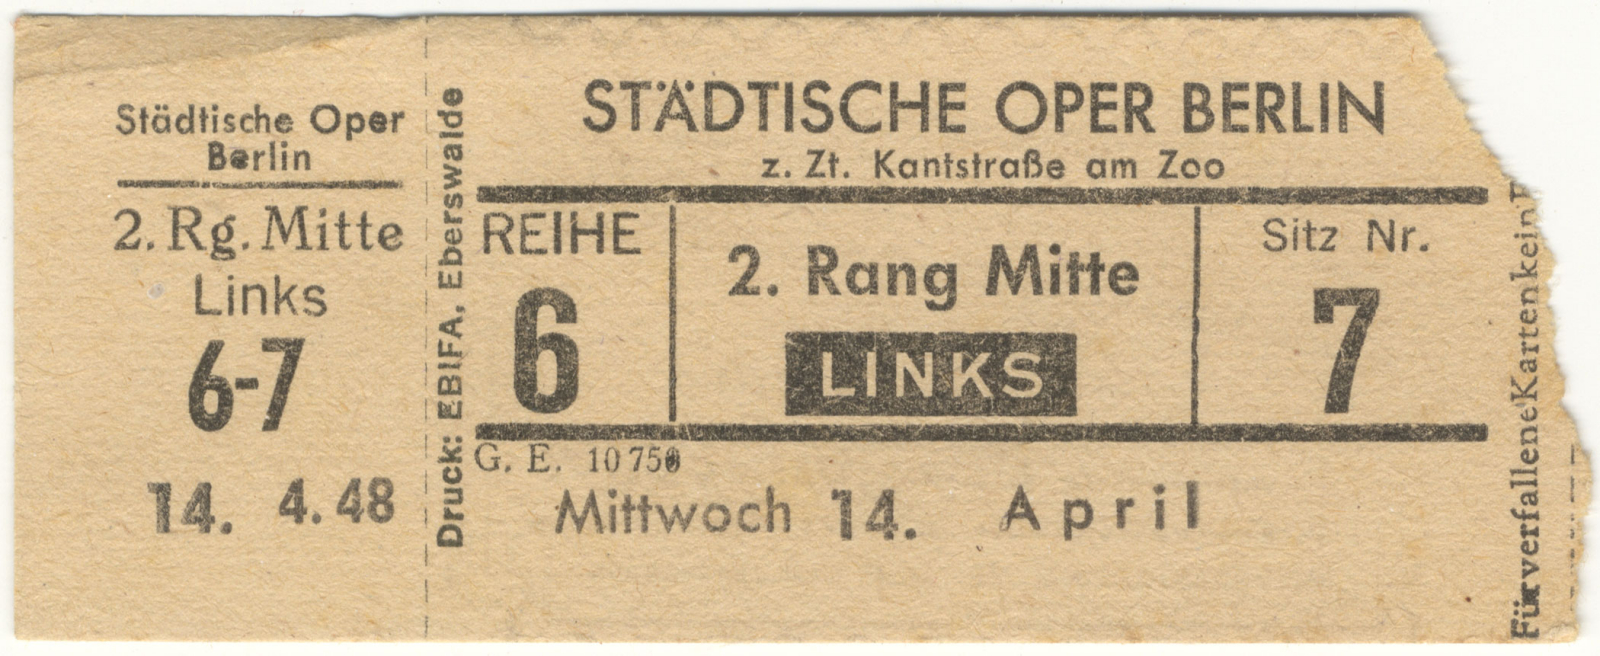 Städtische Oper
Berlin
2. Rg. Mitte
Links
6-7
14. 4. 48
Druck: EBIFA, Eberswalde
STÄDTISCHE OPER BERLIN
z. Zt. Kantstraße am Zoo
REIHE
6
2. Rang Mitte
LINKS
Sitz Nr.
7
G. E. 10 750
Mittwoch 14. April
Für verfallene Karten kein